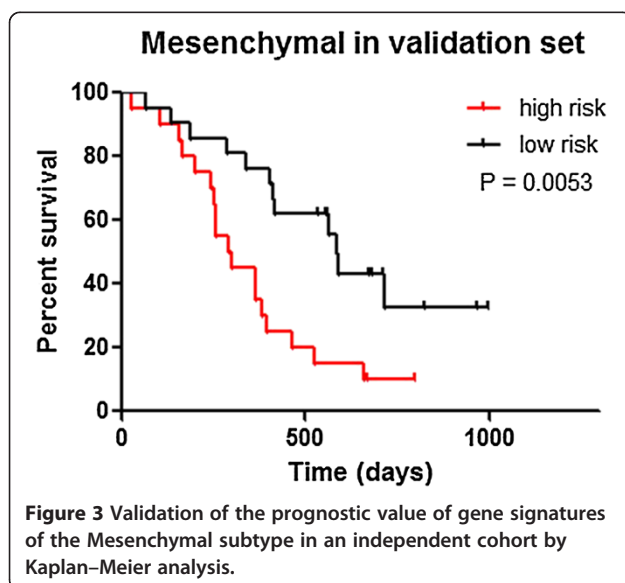 Mesenchymal in validation set
100
80
60
40
20
0
Percent survival
high risk
low risk
P = 0.0053
0 500 1000
Time (days)
Figure 3 Validation of the prognostic value of gene signatures
of the Mesenchymal subtype in an independent cohort by
Kaplan–Meier analysis.